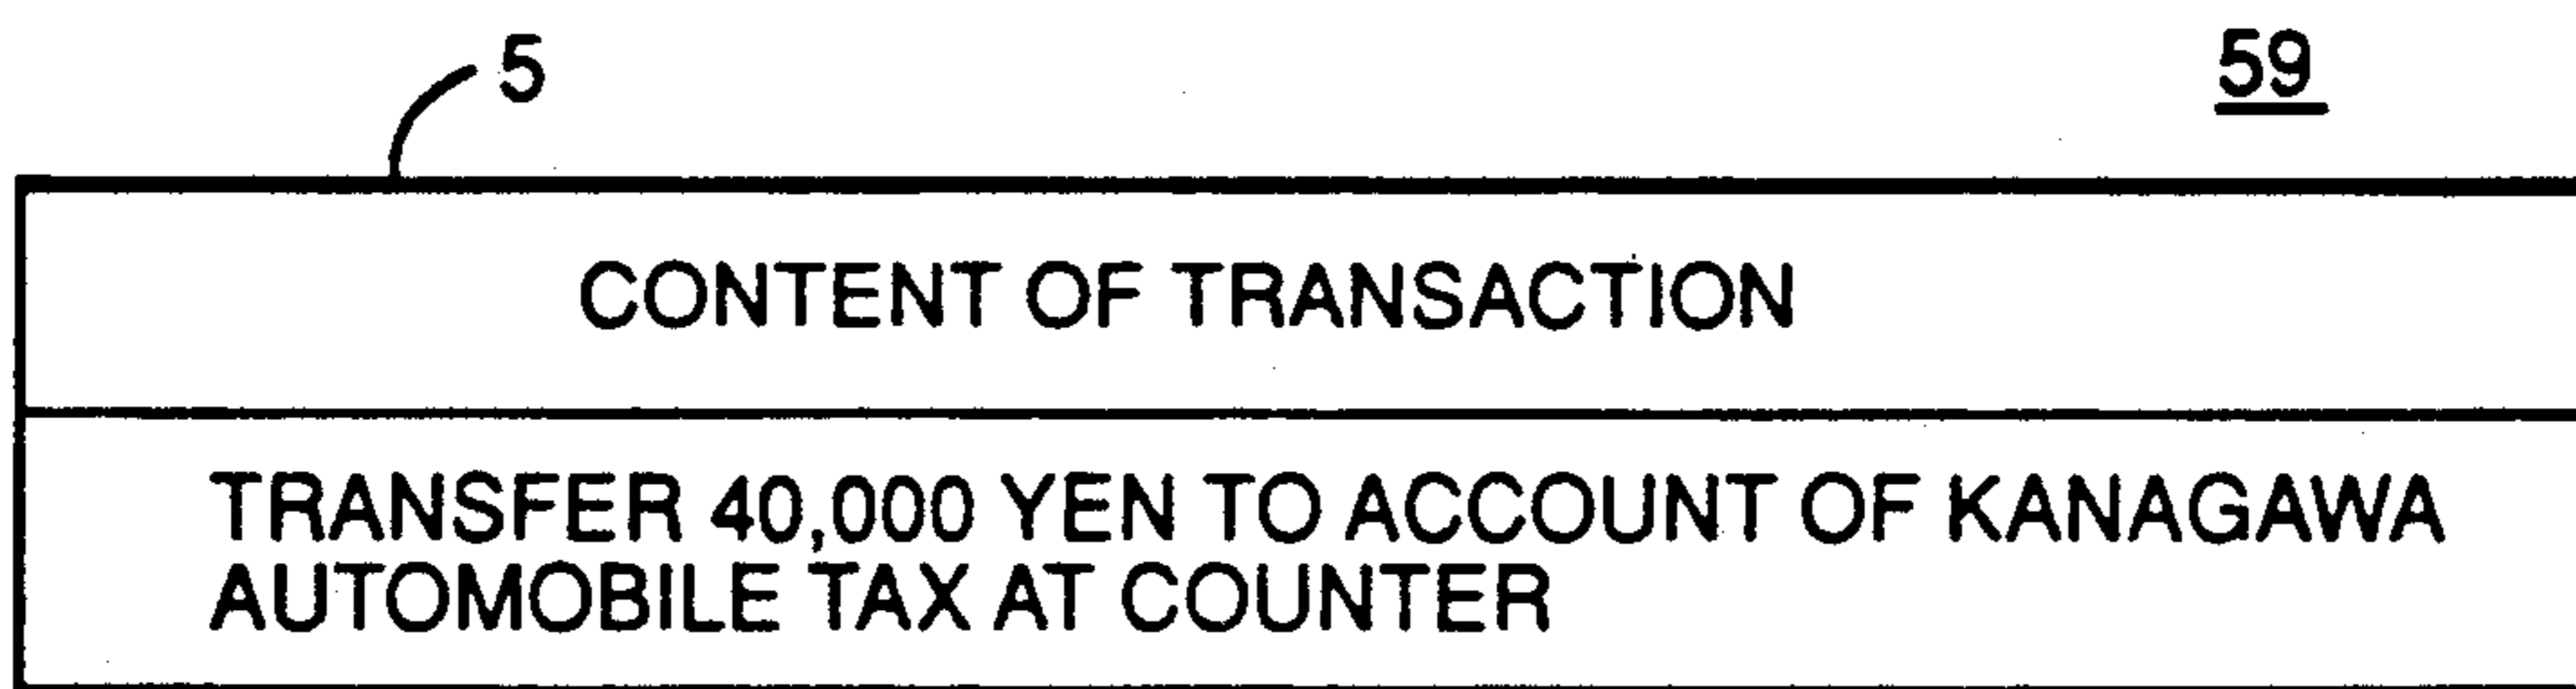 5
59
CONTENT OF TRANSACTION
TRANSFER 40,000 YEN TO ACCOUNT OF KANAGAWA
AUTOMOBILE TAX AT COUNTER